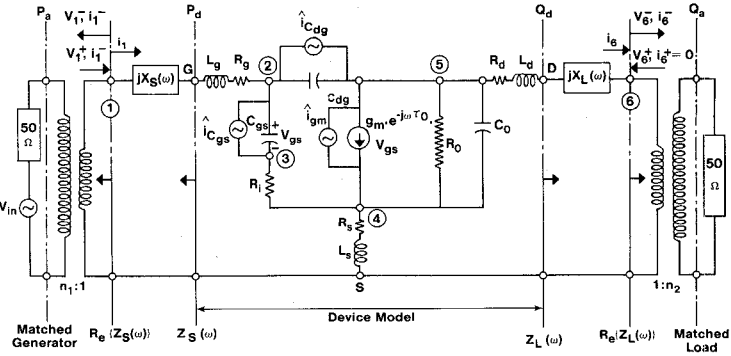 Pa
Pd
Qd
Qa
V1-, i1-
V1+, i1-
i1
jXS(ω)
1
G
Lg
Rg
2
îCdg
Cdg
îCgs
Cgs
+
Vgs
-
3
Ri
îgm
gm.e-jωτo.
Vgs
5
Ro
Co
4
Rs
Ls
S
Rd
Ld
D
jXL(ω)
i6
V6-, i6-
V6+, i6+=0
6
50
Ω
Vin
n1:1
1:n2
50
Ω
Matched
Generator
Re {ZS(ω)}
ZS (ω)
Device Model
ZL (ω)
Re{ZL(ω)}
Matched
Load